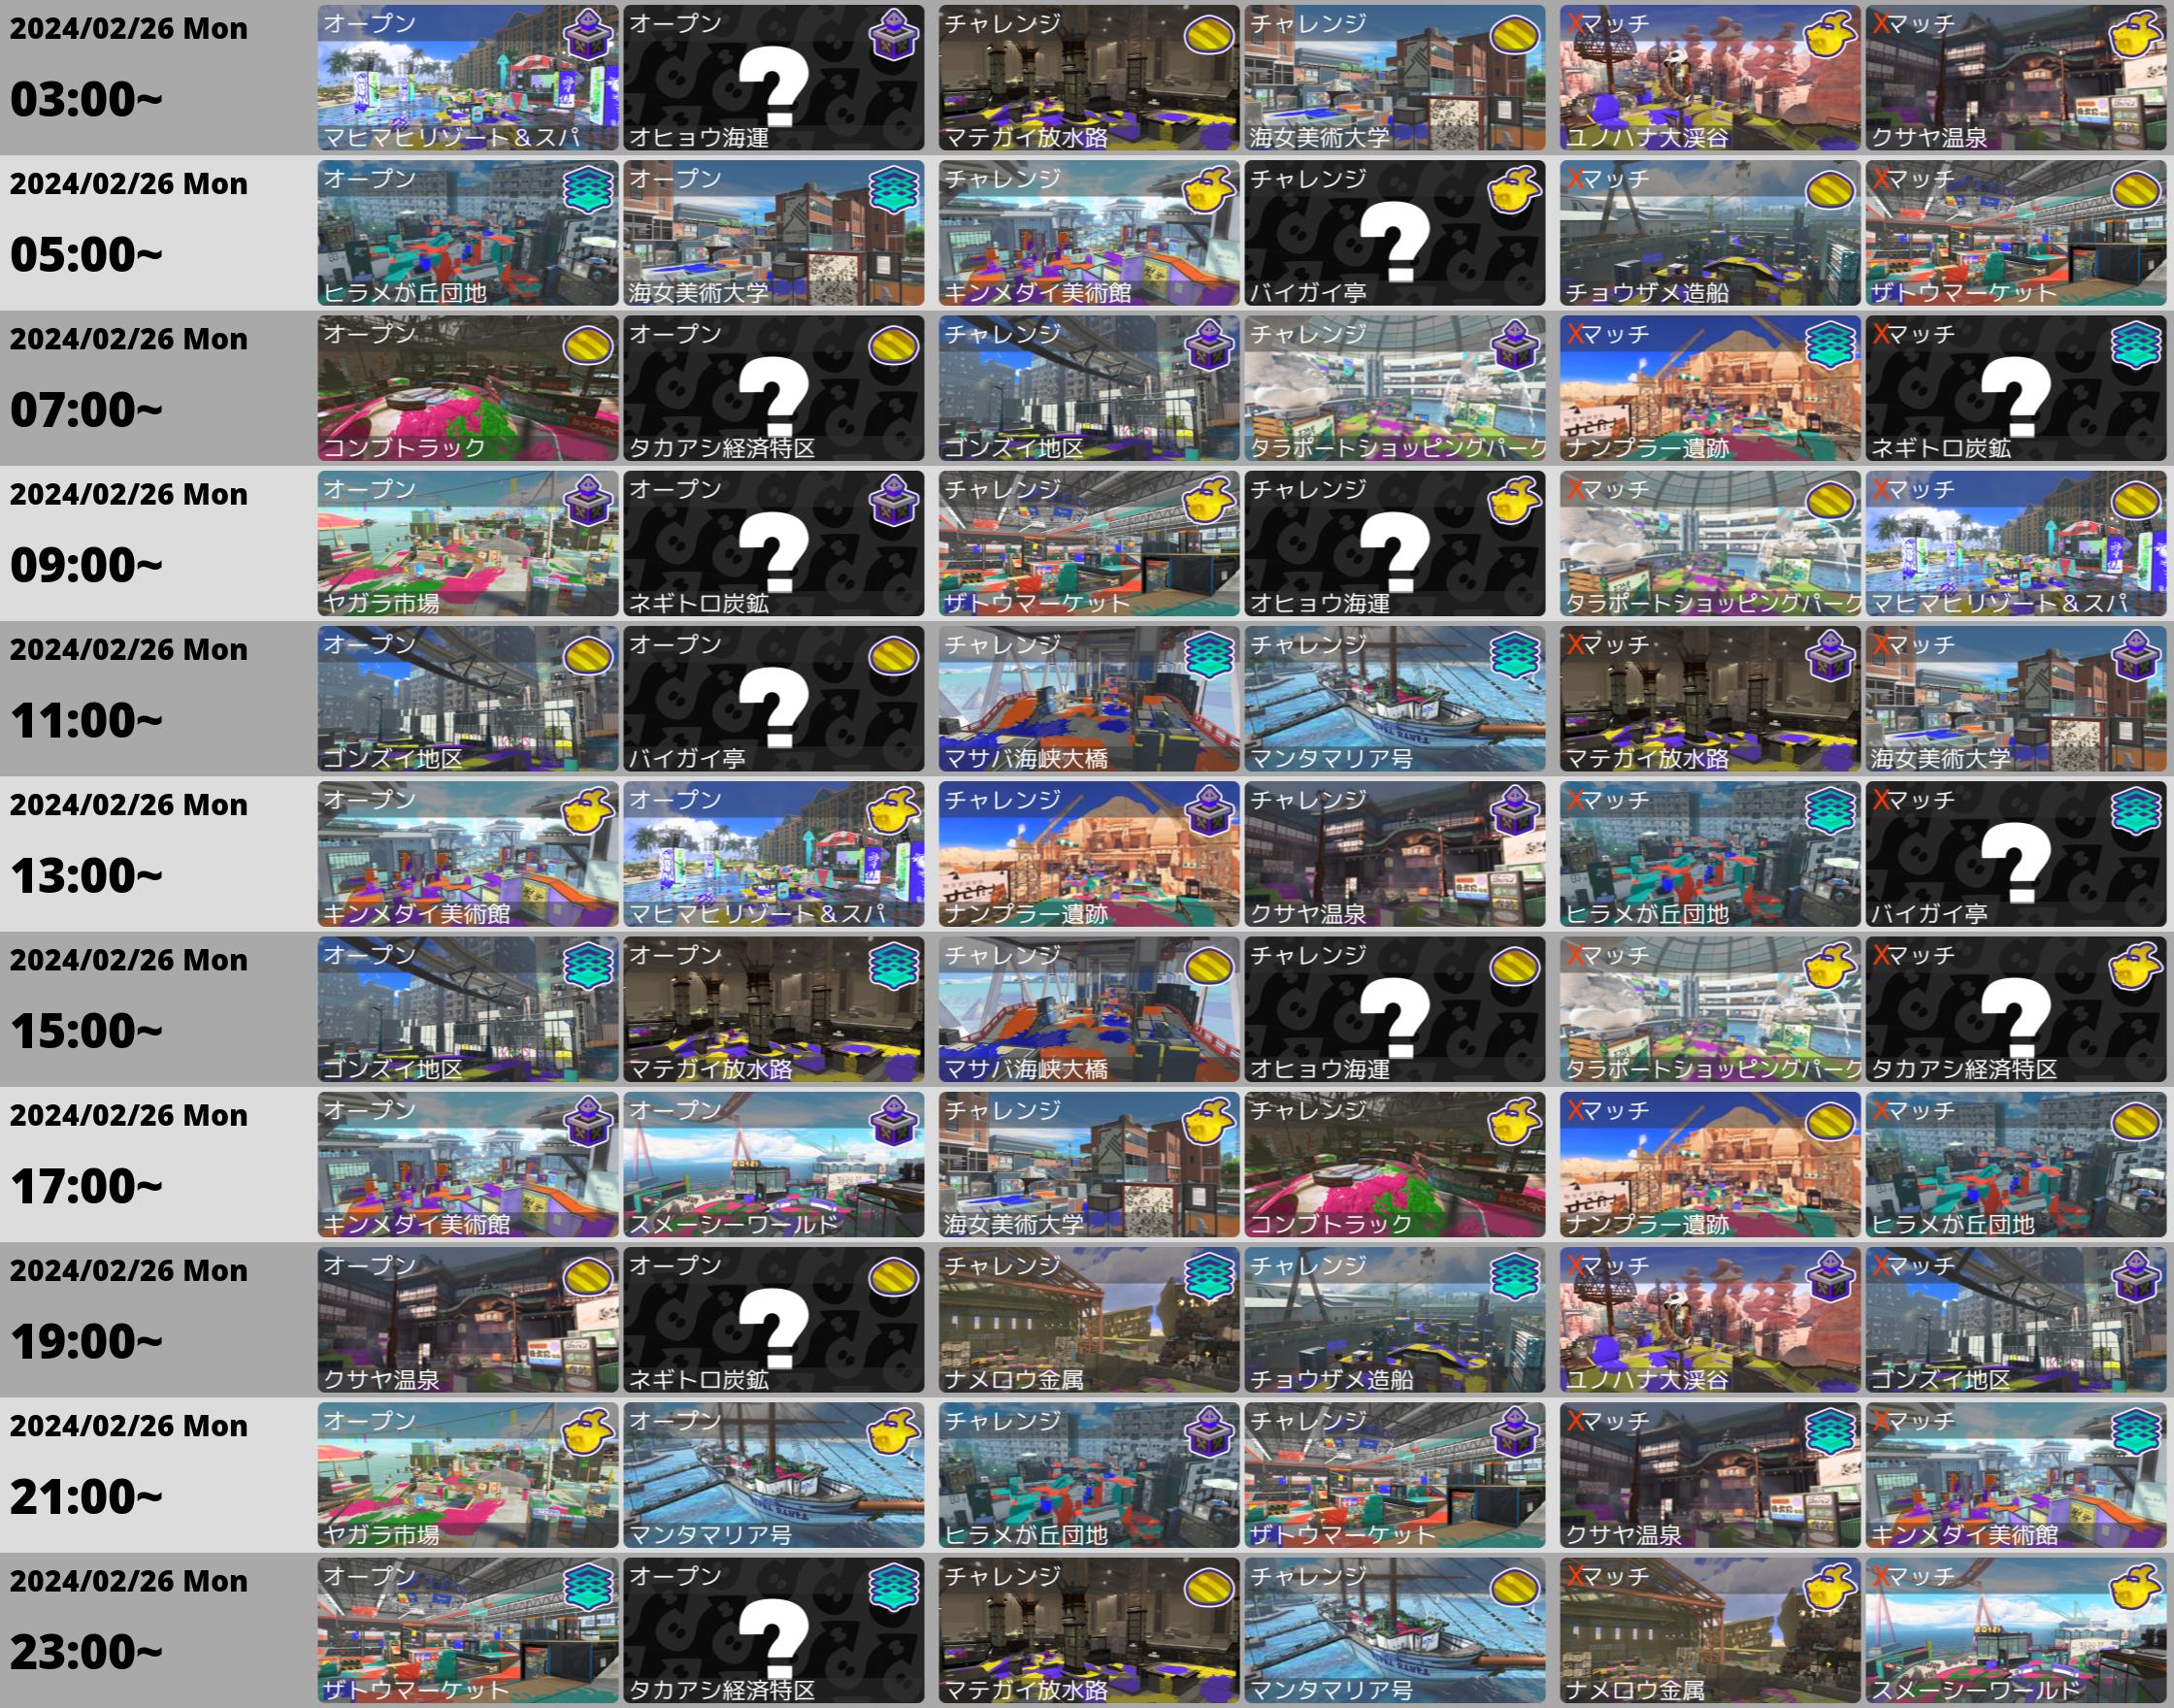 2024/02/26 Mon
03:00~
オープン
マヒマヒリゾート＆スパ
オープン
オヒョウ海運
チャレンジ
マテガイ放水路
チャレンジ
海女美術大学
Xマッチ
ユノハナ大渓谷
Xマッチ
クサヤ温泉
2024/02/26 Mon
05:00~
オープン
ヒラメが丘団地
オープン
海女美術大学
チャレンジ
キンメダイ美術館
チャレンジ
バイガイ亭
Xマッチ
チョウザメ造船
Xマッチ
ザトウマーケット
2024/02/26 Mon
07:00~
オープン
コンブトラック
オープン
タカアシ経済特区
チャレンジ
ゴンズイ地区
チャレンジ
タラポートショッピングパーク
Xマッチ
ナンプラー遺跡
Xマッチ
ネギトロ炭鉱
2024/02/26 Mon
09:00~
オープン
ヤガラ市場
オープン
ネギトロ炭鉱
チャレンジ
ザトウマーケット
チャレンジ
オヒョウ海運
Xマッチ
タラポートショッピングパーク
Xマッチ
マヒマヒリゾート＆スパ
2024/02/26 Mon
11:00~
オープン
ゴンズイ地区
オープン
バイガイ亭
チャレンジ
マサバ海峡大橋
チャレンジ
マンタマリア号
Xマッチ
マテガイ放水路
Xマッチ
海女美術大学
2024/02/26 Mon
13:00~
オープン
キンメダイ美術館
オープン
マヒマヒリゾート＆スパ
チャレンジ
ナンプラー遺跡
チャレンジ
クサヤ温泉
Xマッチ
ヒラメが丘団地
Xマッチ
バイガイ亭
2024/02/26 Mon
15:00~
オープン
ゴンズイ地区
オープン
マテガイ放水路
チャレンジ
マサバ海峡大橋
チャレンジ
オヒョウ海運
Xマッチ
タラポートショッピングパーク
Xマッチ
タカアシ経済特区
2024/02/26 Mon
17:00~
オープン
キンメダイ美術館
オープン
スメーシーワールド
チャレンジ
海女美術大学
チャレンジ
コンブトラック
Xマッチ
ナンプラー遺跡
Xマッチ
ヒラメが丘団地
2024/02/26 Mon
19:00~
オープン
クサヤ温泉
オープン
ネギトロ炭鉱
チャレンジ
ナメロウ金属
チャレンジ
チョウザメ造船
Xマッチ
ユノハナ大渓谷
Xマッチ
ゴンズイ地区
2024/02/26 Mon
21:00~
オープン
ヤガラ市場
オープン
マンタマリア号
チャレンジ
ヒラメが丘団地
チャレンジ
ザトウマーケット
Xマッチ
クサヤ温泉
Xマッチ
キンメダイ美術館
2024/02/26 Mon
23:00~
オープン
ザトウマーケット
オープン
タカアシ経済特区
チャレンジ
マテガイ放水路
チャレンジ
マンタマリア号
Xマッチ
ナメロウ金属
Xマッチ
スメーシーワールド